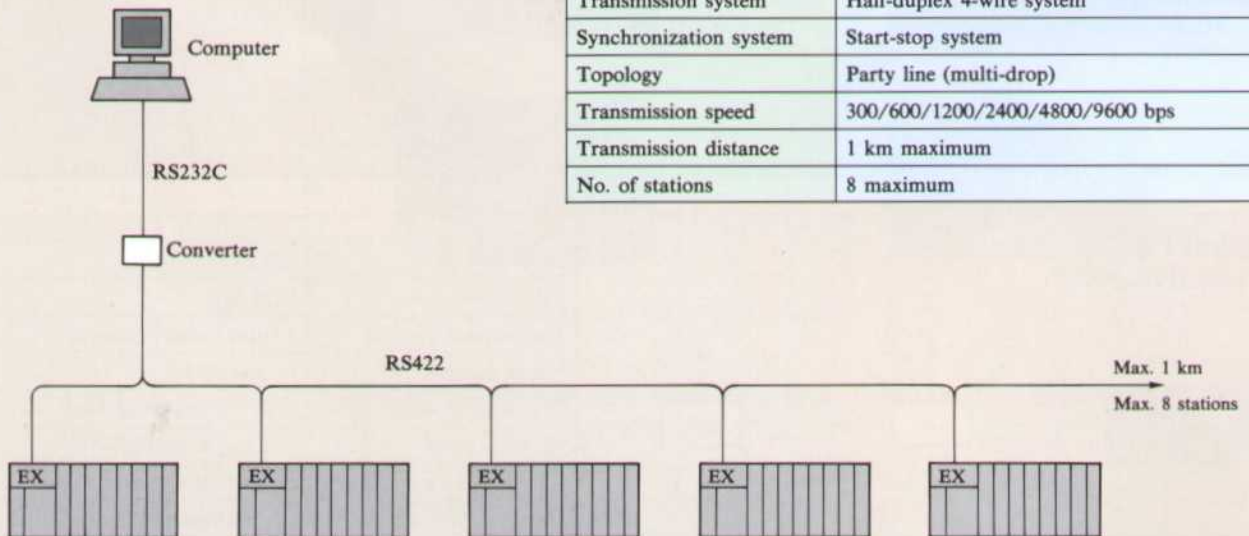 Transmission system Half-duplex 4-wire system
Synchronization system Start-stop system
Topology Party line (multi-drop)
Transmission speed 300/600/1200/2400/4800/9600 bps
Transmission distance 1 km maximum
No. of stations 8 maximum
Computer
RS232C
Converter
RS422
Max. 1 km
Max. 8 stations
EX EX EX EX EX